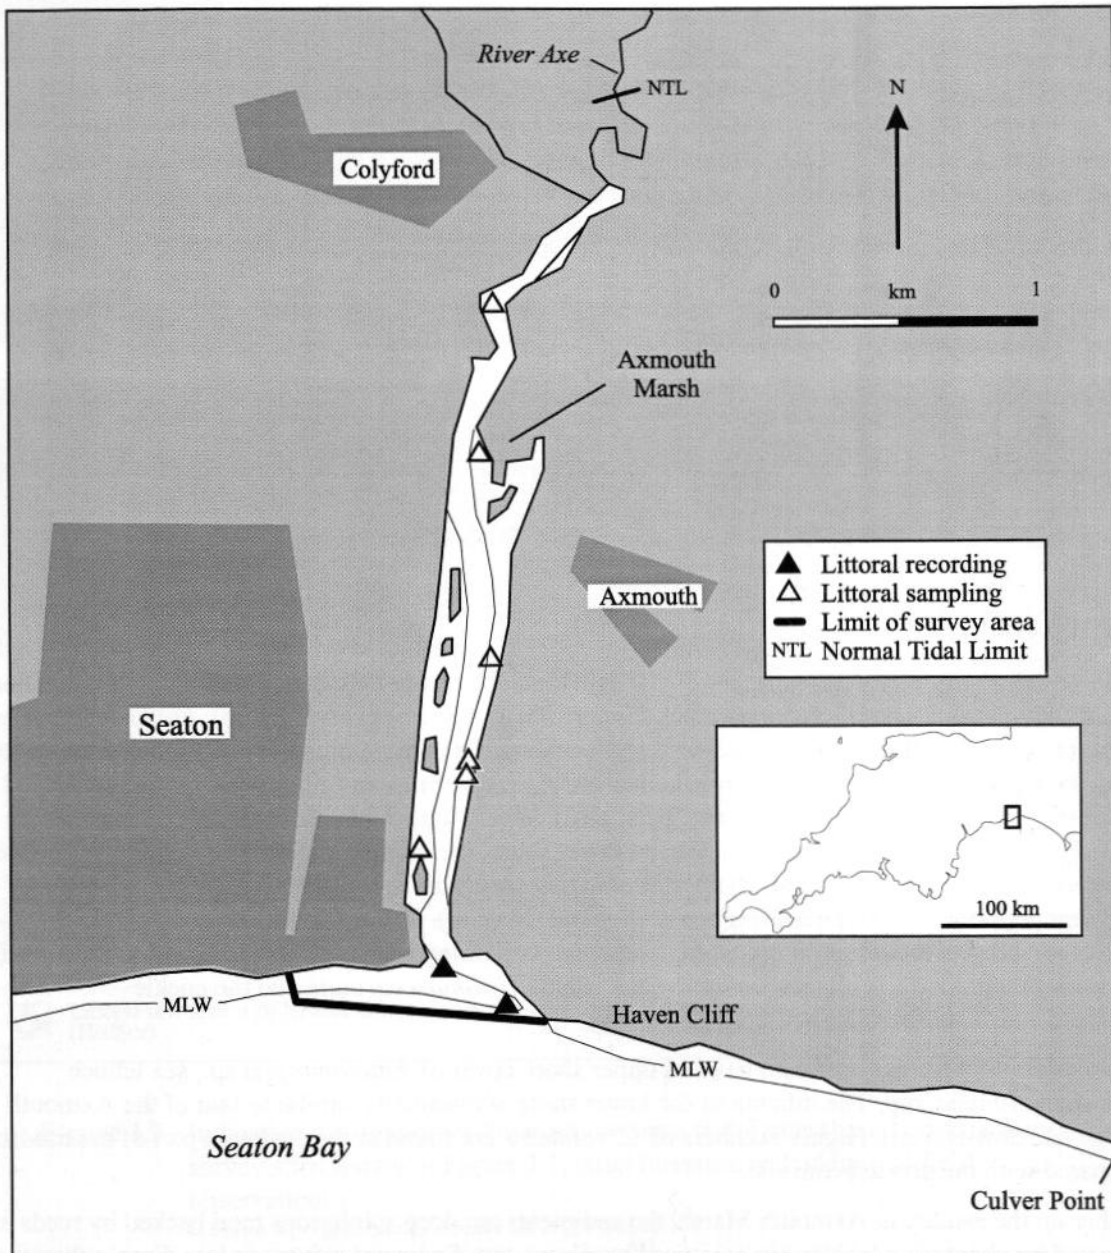 River Axe
NTL
N
Colyford
0 km 1
Axmouth
Marsh
Littoral recording
Littoral sampling
Limit of survey area
NTL Normal Tidal Limit
Axmouth
Seaton
100 km
MLW
Haven Cliff
MLW
Seaton Bay
Culver Point